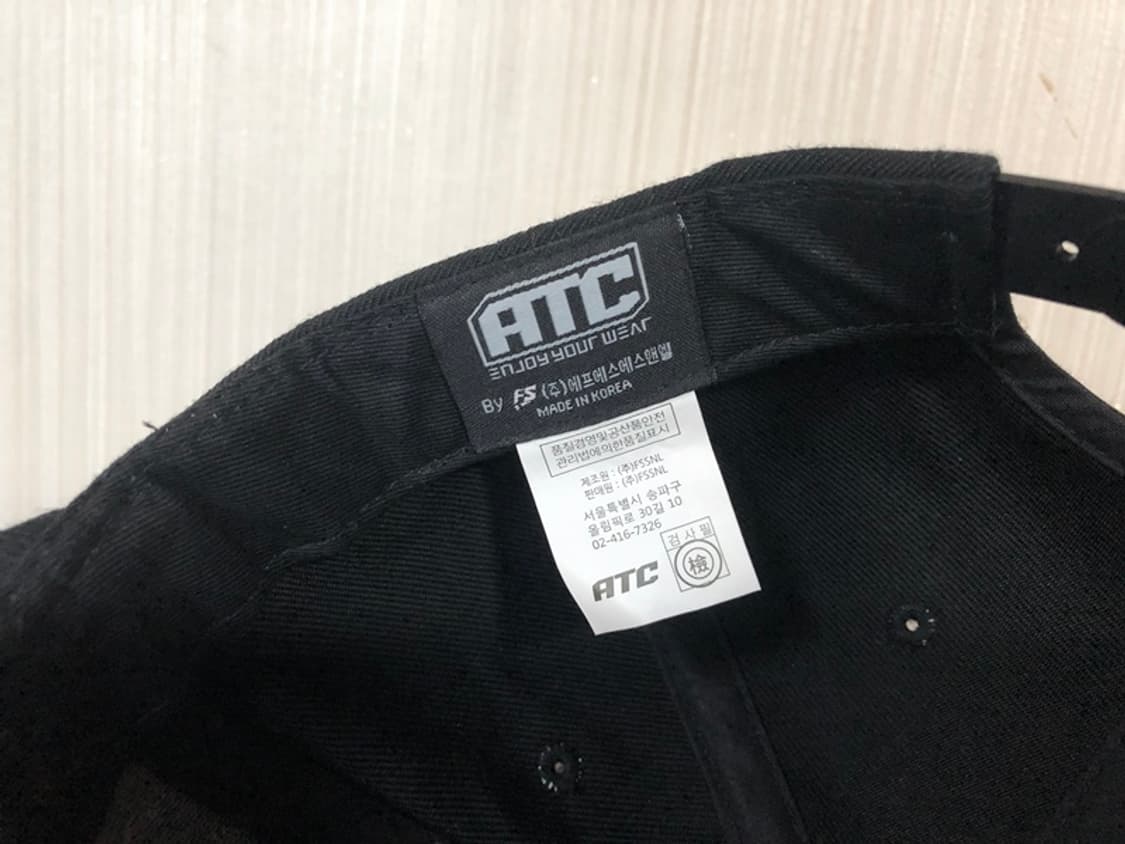 ATC
ENJOY YOUR WEAR
By FS (주)에프에스에스앤엘
MADE IN KOREA
품질경영및공산품안전
관리법에의한품질표시
제조원 : (주)FSSNL
판매원 : (주)FSSNL
서울특별시 송파구
올림픽로 30길 10
02-416-7326
검사필
檢
ATC